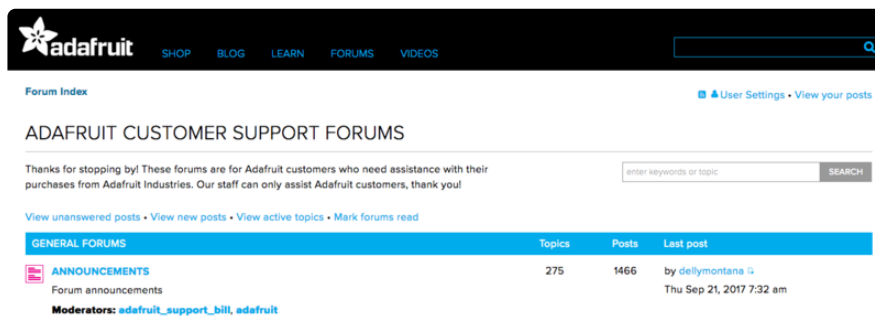 adafruit SHOP BLOG LEARN FORUMS VIDEOS
Forum Index
User Settings • View your posts
ADAFRUIT CUSTOMER SUPPORT FORUMS
Thanks for stopping by! These forums are for Adafruit customers who need assistance with their
purchases from Adafruit Industries. Our staff can only assist Adafruit customers, thank you!
enter keywords or topic SEARCH
View unanswered posts • View new posts • View active topics • Mark forums read
GENERAL FORUMS Topics Posts Last post
ANNOUNCEMENTS 275 1466 by dellymontana
Forum announcements Thu Sep 21, 2017 7:32 am
Moderators: adafruit_support_bill, adafruit